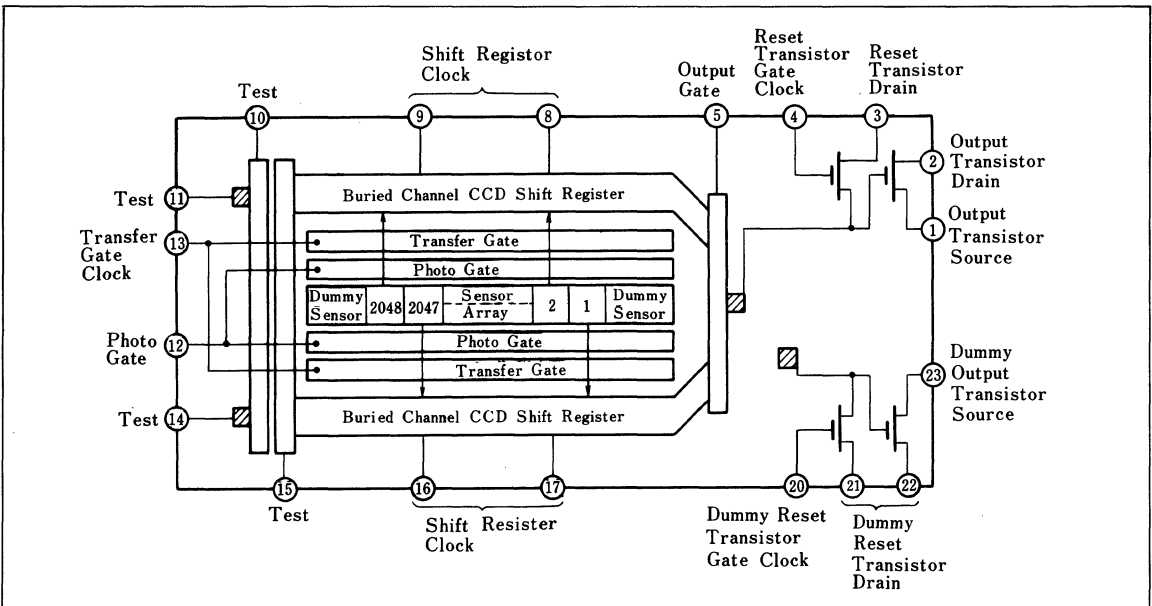 Shift Registor
Clock
Reset
Transistor
Gate
Clock
Reset
Transistor
Drain
Output
Gate
Test
10
9
8
5
4
3
Output
Transistor
Drain
2
Test
11
Buried Channel CCD Shift Register
Output
Transistor
Source
1
Transfer
Gate
Clock
13
Transfer Gate
Photo Gate
Dummy
Sensor
2048
2047
Sensor
Array
2
1
Dummy
Sensor
Photo
Gate
12
Photo Gate
Transfer Gate
Dummy
Output
Transistor
Source
23
Test
14
Buried Channel CCD Shift Register
15
16
17
20
21
22
Test
Shift Resister
Clock
Dummy Reset
Transistor
Gate Clock
Dummy
Reset
Transistor
Drain